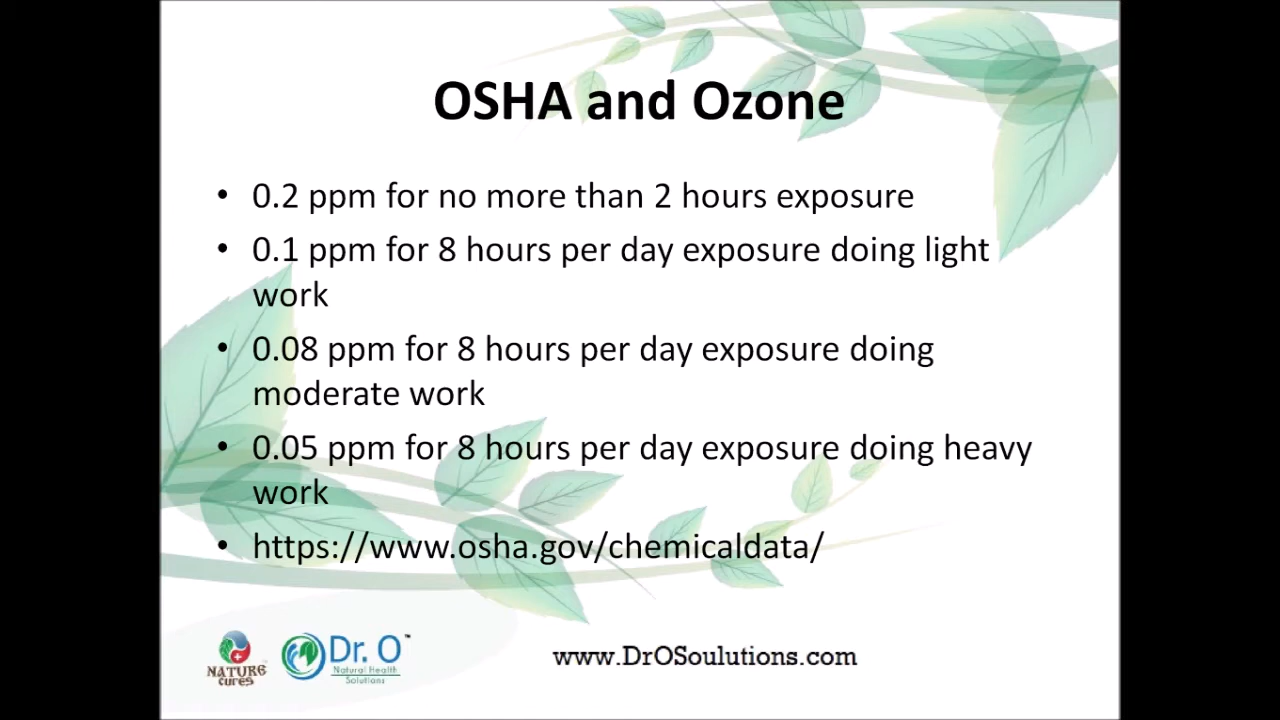 OSHA and Ozone
• 0.2 ppm for no more than 2 hours exposure
• 0.1 ppm for 8 hours per day exposure doing light
work
• 0.08 ppm for 8 hours per day exposure doing
moderate work
• 0.05 ppm for 8 hours per day exposure doing heavy
work
• https://www.osha.gov/chemicaldata/
NATURE
cures
Dr. O™
Natural Health
Solutions
www.DrOSoulutions.com